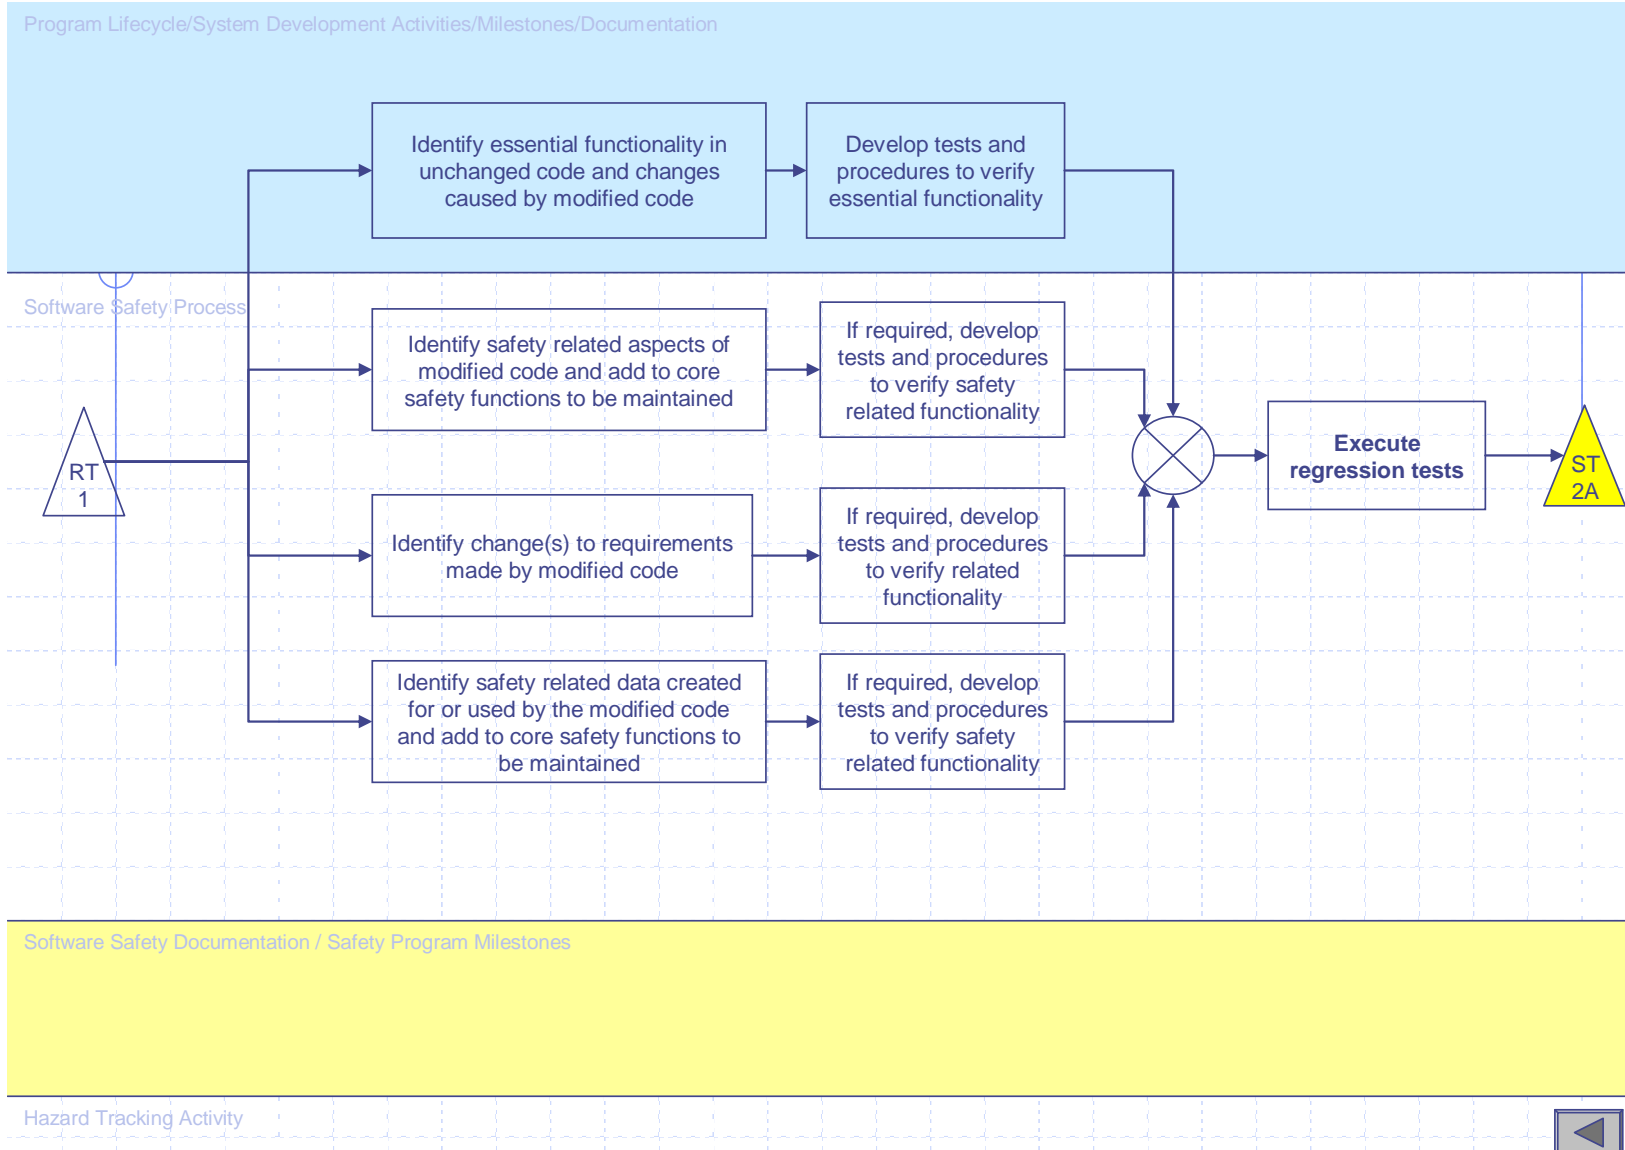 Program Lifecycle/System Development Activities/Milestones/Documentation
Identify essential functionality in
unchanged code and changes
caused by modified code
Develop tests and
procedures to verify
essential functionality
Software Safety Process
Identify safety related aspects of
modified code and add to core
safety functions to be maintained
If required, develop
tests and procedures
to verify safety
related functionality
RT
1
Identify change(s) to requirements
made by modified code
If required, develop
tests and procedures
to verify related
functionality
Identify safety related data created
for or used by the modified code
and add to core safety functions to
be maintained
If required, develop
tests and procedures
to verify safety
related functionality
Execute
regression tests
ST
2A
Software Safety Documentation / Safety Program Milestones
Hazard Tracking Activity